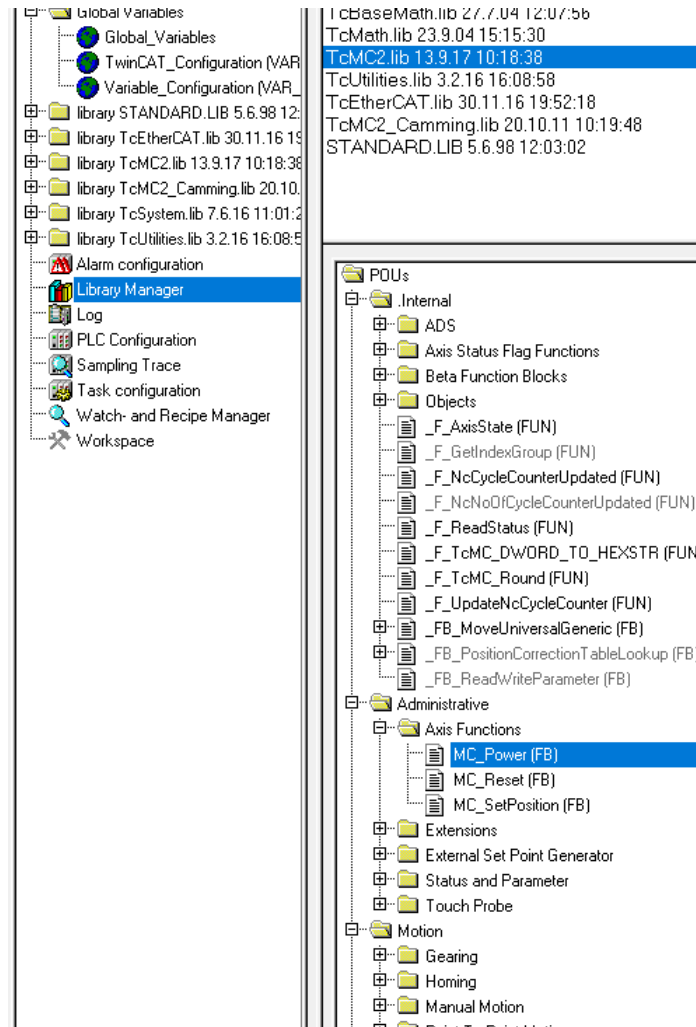 Global Variables
Global_Variables
TwinCAT_Configuration (VAR
Variable_Configuration (VAR_
library STANDARD.LIB 5.6.98 12:
library TcEtherCAT.lib 30.11.16 19
library TcMC2.lib 13.9.17 10:18:38
library TcMC2_Camming.lib 20.10.
library TcSystem.lib 7.6.16 11:01:2
library TcUtilities.lib 3.2.16 16:08:5
Alarm configuration
Library Manager
Log
PLC Configuration
Sampling Trace
Task configuration
Watch- and Recipe Manager
Workspace
TcBaseMath.lib 27.7.04 12:07:56
TcMath.lib 23.9.04 15:15:30
TcMC2.lib 13.9.17 10:18:38
TcUtilities.lib 3.2.16 16:08:58
TcEtherCAT.lib 30.11.16 19:52:18
TcMC2_Camming.lib 20.10.11 10:19:48
STANDARD.LIB 5.6.98 12:03:02
POUs
.Internal
ADS
Axis Status Flag Functions
Beta Function Blocks
Objects
_F_AxisState (FUN)
_F_GetIndexGroup (FUN)
_F_NcCycleCounterUpdated (FUN)
_F_NcNoOfCycleCounterUpdated (FUN)
_F_ReadStatus (FUN)
_F_TcMC_DWORD_TO_HEXSTR (FUN
_F_TcMC_Round (FUN)
_F_UpdateNcCycleCounter (FUN)
_FB_MoveUniversalGeneric (FB)
_FB_PositionCorrectionTableLookup (FB)
_FB_ReadWriteParameter (FB)
Administrative
Axis Functions
MC_Power (FB)
MC_Reset (FB)
MC_SetPosition (FB)
Extensions
External Set Point Generator
Status and Parameter
Touch Probe
Motion
Gearing
Homing
Manual Motion